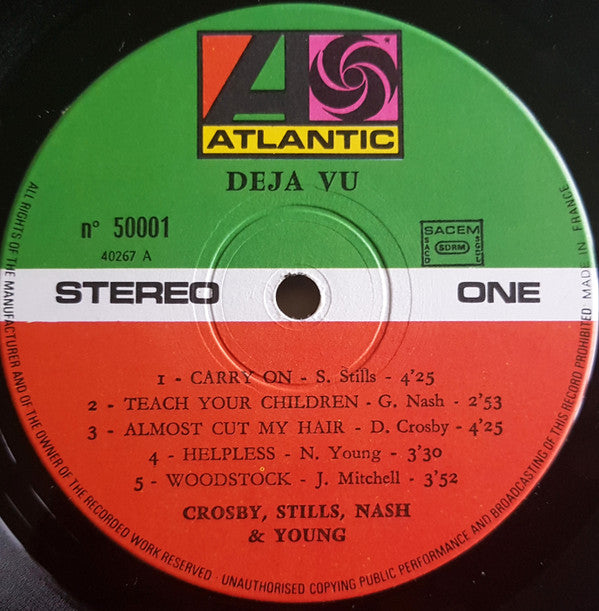 ATLANTIC
DEJA VU
n° 50001
40267 A
SACEM
SACD SDRM SGDL
STEREO ONE
1 - CARRY ON - S. Stills - 4'25
2 - TEACH YOUR CHILDREN - G. Nash - 2'53
3 - ALMOST CUT MY HAIR - D. Crosby - 4'25
4 - HELPLESS - N. Young - 3'30
5 - WOODSTOCK - J. Mitchell - 3'52
CROSBY, STILLS, NASH
& YOUNG
ALL RIGHTS OF THE MANUFACTURER AND OF THE OWNER OF THE RECORDED WORK RESERVED · UNAUTHORISED COPYING PUBLIC PERFORMANCE AND BROADCASTING OF THIS RECORD PROHIBITED. MADE IN FRANCE.